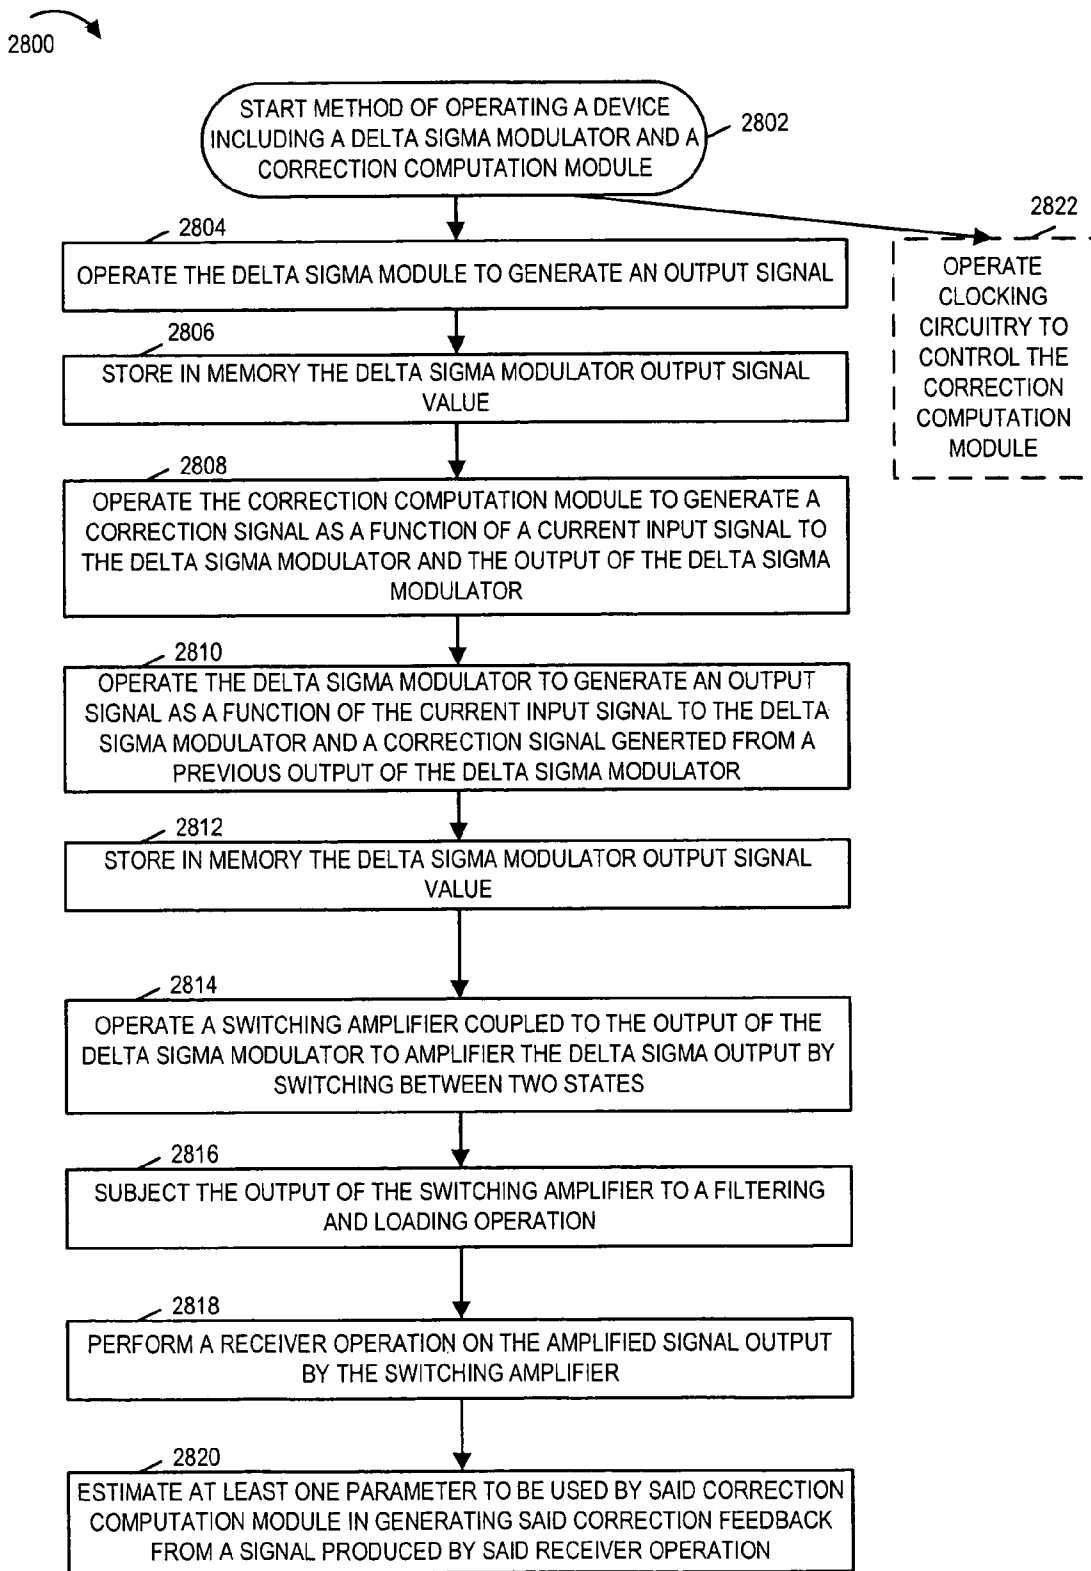 2800
START METHOD OF OPERATING A DEVICE
INCLUDING A DELTA SIGMA MODULATOR AND A
CORRECTION COMPUTATION MODULE
2802
2804
OPERATE THE DELTA SIGMA MODULE TO GENERATE AN OUTPUT SIGNAL
2806
STORE IN MEMORY THE DELTA SIGMA MODULATOR OUTPUT SIGNAL
VALUE
2808
OPERATE THE CORRECTION COMPUTATION MODULE TO GENERATE A
CORRECTION SIGNAL AS A FUNCTION OF A CURRENT INPUT SIGNAL TO
THE DELTA SIGMA MODULATOR AND THE OUTPUT OF THE DELTA SIGMA
MODULATOR
2810
OPERATE THE DELTA SIGMA MODULATOR TO GENERATE AN OUTPUT
SIGNAL AS A FUNCTION OF THE CURRENT INPUT SIGNAL TO THE DELTA
SIGMA MODULATOR AND A CORRECTION SIGNAL GENERTED FROM A
PREVIOUS OUTPUT OF THE DELTA SIGMA MODULATOR
2812
STORE IN MEMORY THE DELTA SIGMA MODULATOR OUTPUT SIGNAL
VALUE
2814
OPERATE A SWITCHING AMPLIFIER COUPLED TO THE OUTPUT OF THE
DELTA SIGMA MODULATOR TO AMPLIFIER THE DELTA SIGMA OUTPUT BY
SWITCHING BETWEEN TWO STATES
2816
SUBJECT THE OUTPUT OF THE SWITCHING AMPLIFIER TO A FILTERING
AND LOADING OPERATION
2818
PERFORM A RECEIVER OPERATION ON THE AMPLIFIED SIGNAL OUTPUT
BY THE SWITCHING AMPLIFIER
2820
ESTIMATE AT LEAST ONE PARAMETER TO BE USED BY SAID CORRECTION
COMPUTATION MODULE IN GENERATING SAID CORRECTION FEEDBACK
FROM A SIGNAL PRODUCED BY SAID RECEIVER OPERATION
2822
OPERATE
CLOCKING
CIRCUITRY TO
CONTROL THE
CORRECTION
COMPUTATION
MODULE